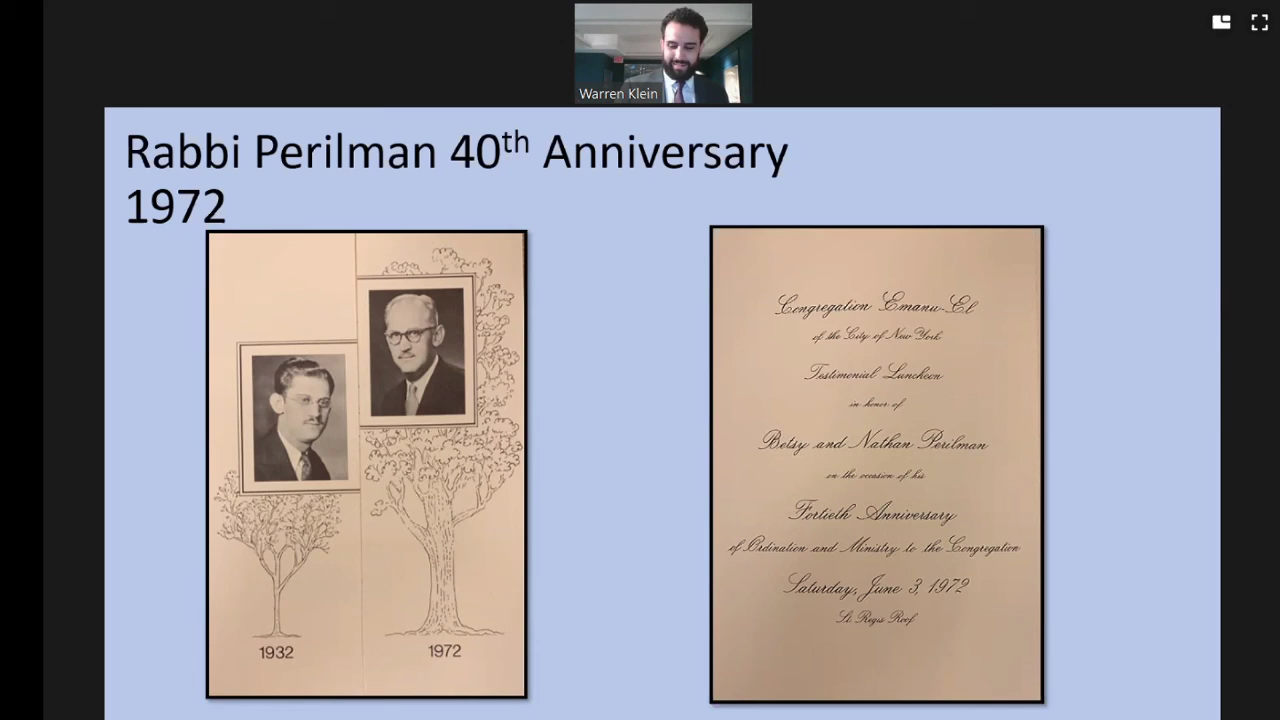 Warren Klein
Rabbi Perilman 40th Anniversary
1972
1932
1972
Congregation Emanu-El
of the City of New York
Testimonial Luncheon
in honor of
Betsy and Nathan Perilman
on the occasion of his
Fortieth Anniversary
of Ordination and Ministry to the Congregation
Saturday, June 3, 1972
St Regis Roof